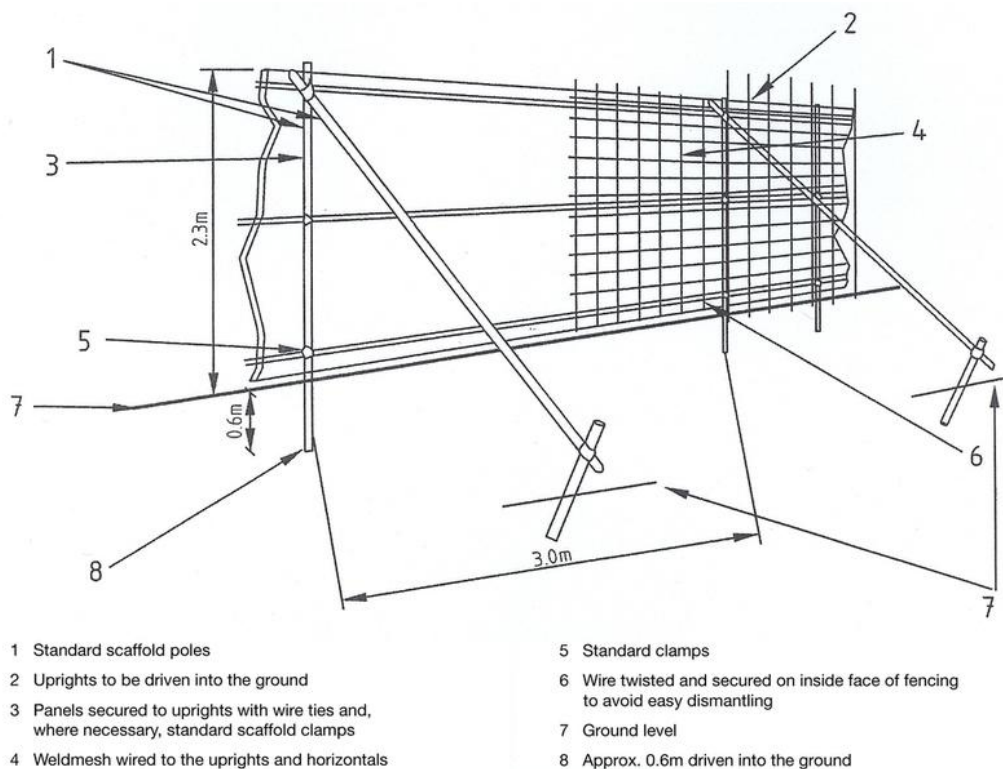 1
2
3
4
2.3m
5
7
0.6m
6
8
3.0m
7
1 Standard scaffold poles
2 Uprights to be driven into the ground
3 Panels secured to uprights with wire ties and,
where necessary, standard scaffold clamps
4 Weldmesh wired to the uprights and horizontals
5 Standard clamps
6 Wire twisted and secured on inside face of fencing
to avoid easy dismantling
7 Ground level
8 Approx. 0.6m driven into the ground